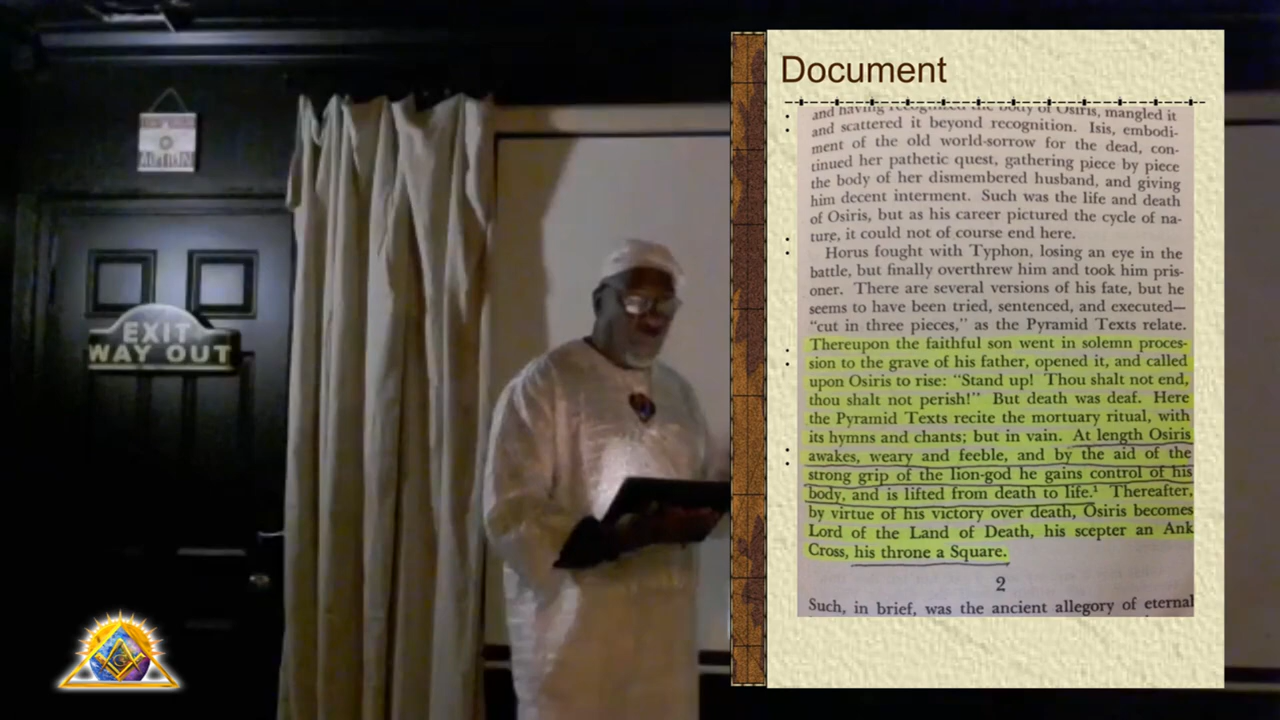 Document
and having recognized the body of Osiris, mangled it
and scattered it beyond recognition. Isis, embodi-
ment of the old world-sorrow for the dead, con-
tinued her pathetic quest, gathering piece by piece
the body of her dismembered husband, and giving
him decent interment. Such was the life and death
of Osiris, but as his career pictured the cycle of na-
ture, it could not of course end here.
Horus fought with Typhon, losing an eye in the
battle, but finally overthrew him and took him pris-
oner. There are several versions of his fate, but he
seems to have been tried, sentenced, and executed—
“cut in three pieces,” as the Pyramid Texts relate.
Thereupon the faithful son went in solemn proces-
sion to the grave of his father, opened it, and called
upon Osiris to rise: “Stand up! Thou shalt not end,
thou shalt not perish!” But death was deaf. Here
the Pyramid Texts recite the mortuary ritual, with
its hymns and chants; but in vain. At length Osiris
awakes, weary and feeble, and by the aid of the
strong grip of the lion-god he gains control of his
body, and is lifted from death to life.¹ Thereafter,
by virtue of his victory over death, Osiris becomes
Lord of the Land of Death, his scepter an Ank
Cross, his throne a Square.
2
Such, in brief, was the ancient allegory of eternal
EXIT
WAY OUT
G